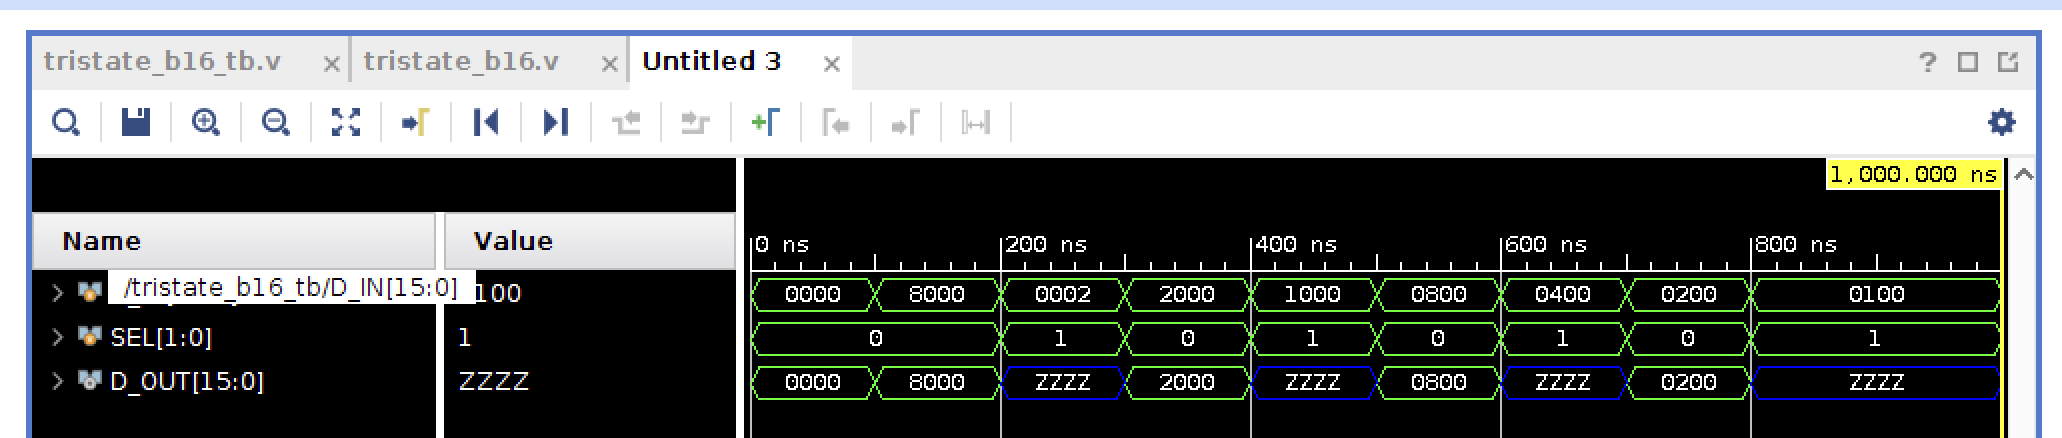 tristate_b16_tb.v × tristate_b16.v × Untitled 3 × ?
1,000.000 ns
Name Value 0 ns 200 ns 400 ns 600 ns 800 ns
/tristate_b16_tb/D_IN[15:0] 100 0000 8000 0002 2000 1000 0800 0400 0200 0100
SEL[1:0] 1 0 1 0 1 0 1 0 1
D_OUT[15:0] ZZZZ 0000 8000 ZZZZ 2000 ZZZZ 0800 ZZZZ 0200 ZZZZ